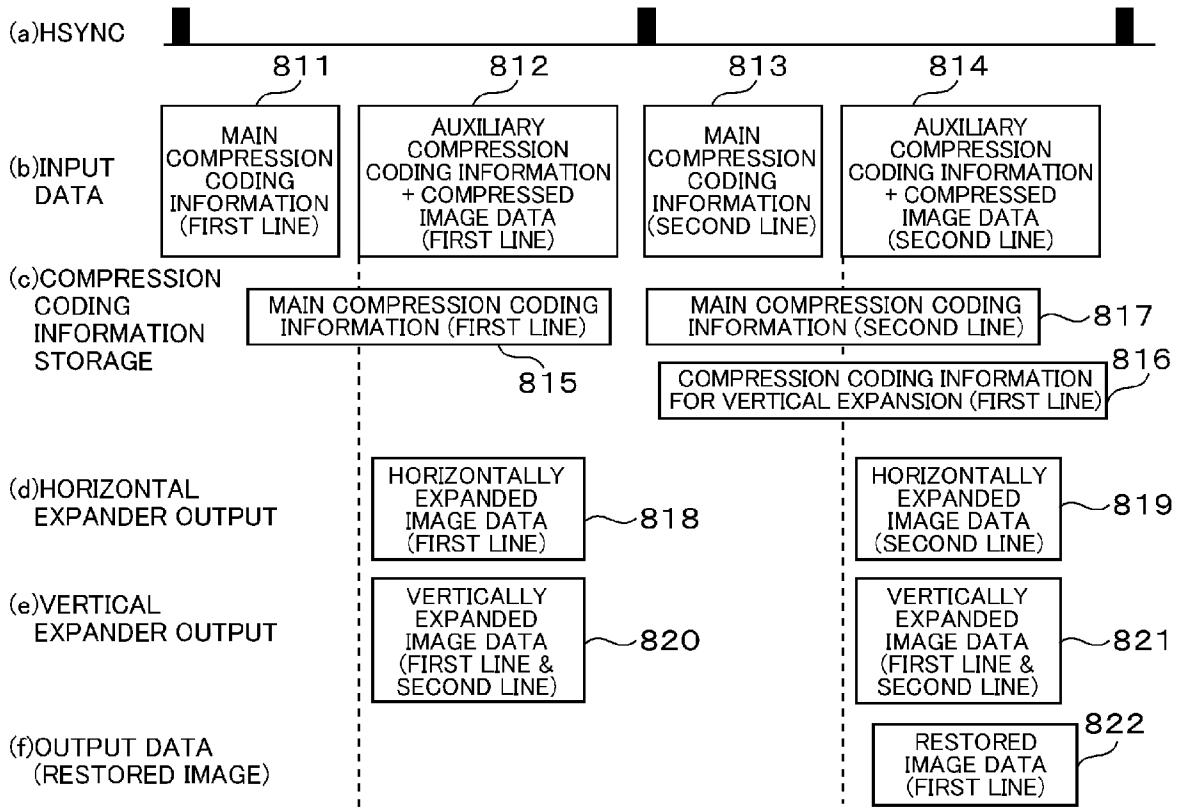 (a)HSYNC
811
812
813
814
(b)INPUT
DATA
MAIN
COMPRESSION
CODING
INFORMATION
(FIRST LINE)
AUXILIARY
COMPRESSION
CODING INFORMATION
+ COMPRESSED
IMAGE DATA
(FIRST LINE)
MAIN
COMPRESSION
CODING
INFORMATION
(SECOND LINE)
AUXILIARY
COMPRESSION
CODING INFORMATION
+ COMPRESSED
IMAGE DATA
(SECOND LINE)
(c)COMPRESSION
CODING
INFORMATION
STORAGE
MAIN COMPRESSION CODING
INFORMATION (FIRST LINE)
815
MAIN COMPRESSION CODING
INFORMATION (SECOND LINE)
817
COMPRESSION CODING INFORMATION
FOR VERTICAL EXPANSION (FIRST LINE)
816
(d)HORIZONTAL
EXPANDER OUTPUT
HORIZONTALLY
EXPANDED
IMAGE DATA
(FIRST LINE)
818
HORIZONTALLY
EXPANDED
IMAGE DATA
(SECOND LINE)
819
(e)VERTICAL
EXPANDER OUTPUT
VERTICALLY
EXPANDED
IMAGE DATA
(FIRST LINE &
SECOND LINE)
820
VERTICALLY
EXPANDED
IMAGE DATA
(FIRST LINE &
SECOND LINE)
821
(f)OUTPUT DATA
(RESTORED IMAGE)
RESTORED
IMAGE DATA
(FIRST LINE)
822